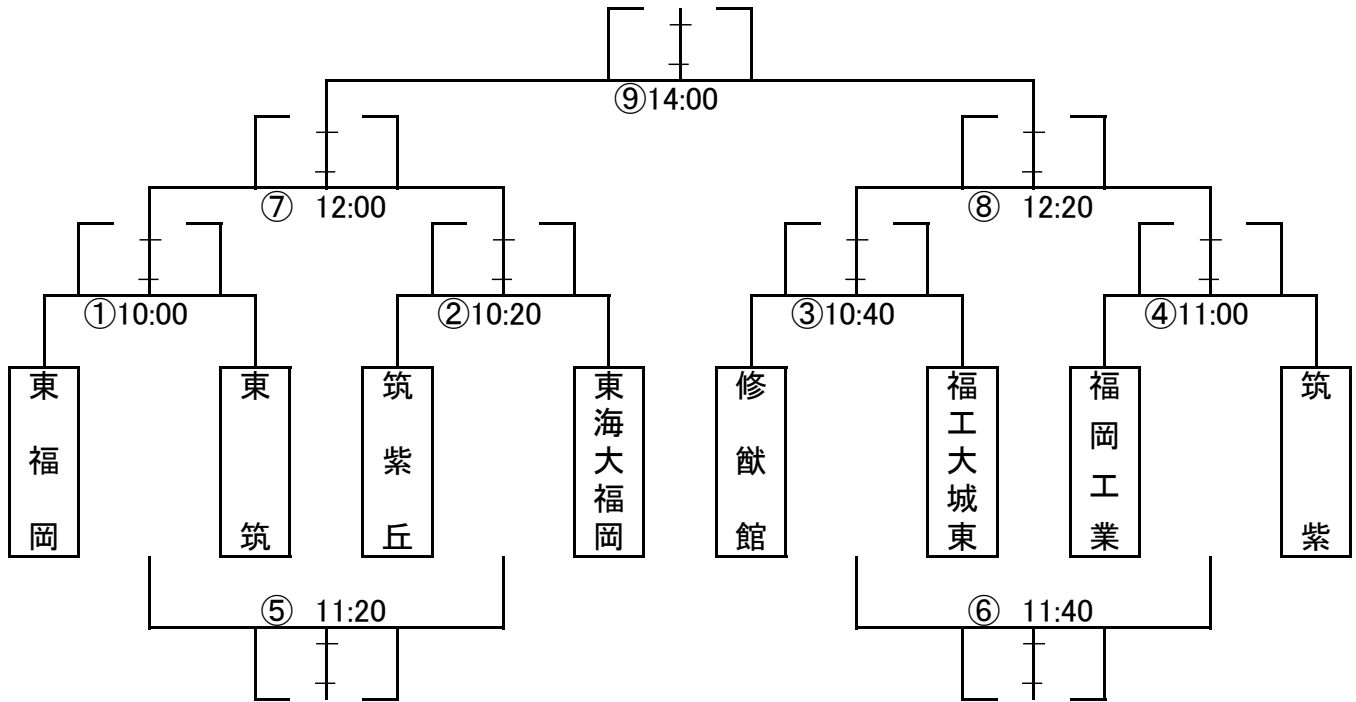 ⑨14:00
⑦ 12:00
⑧ 12:20
①10:00
②10:20
③10:40
④11:00
東福岡
東筑
筑紫丘
東海大福岡
修猷館
福工大城東
福岡工業
筑紫
⑤ 11:20
⑥ 11:40